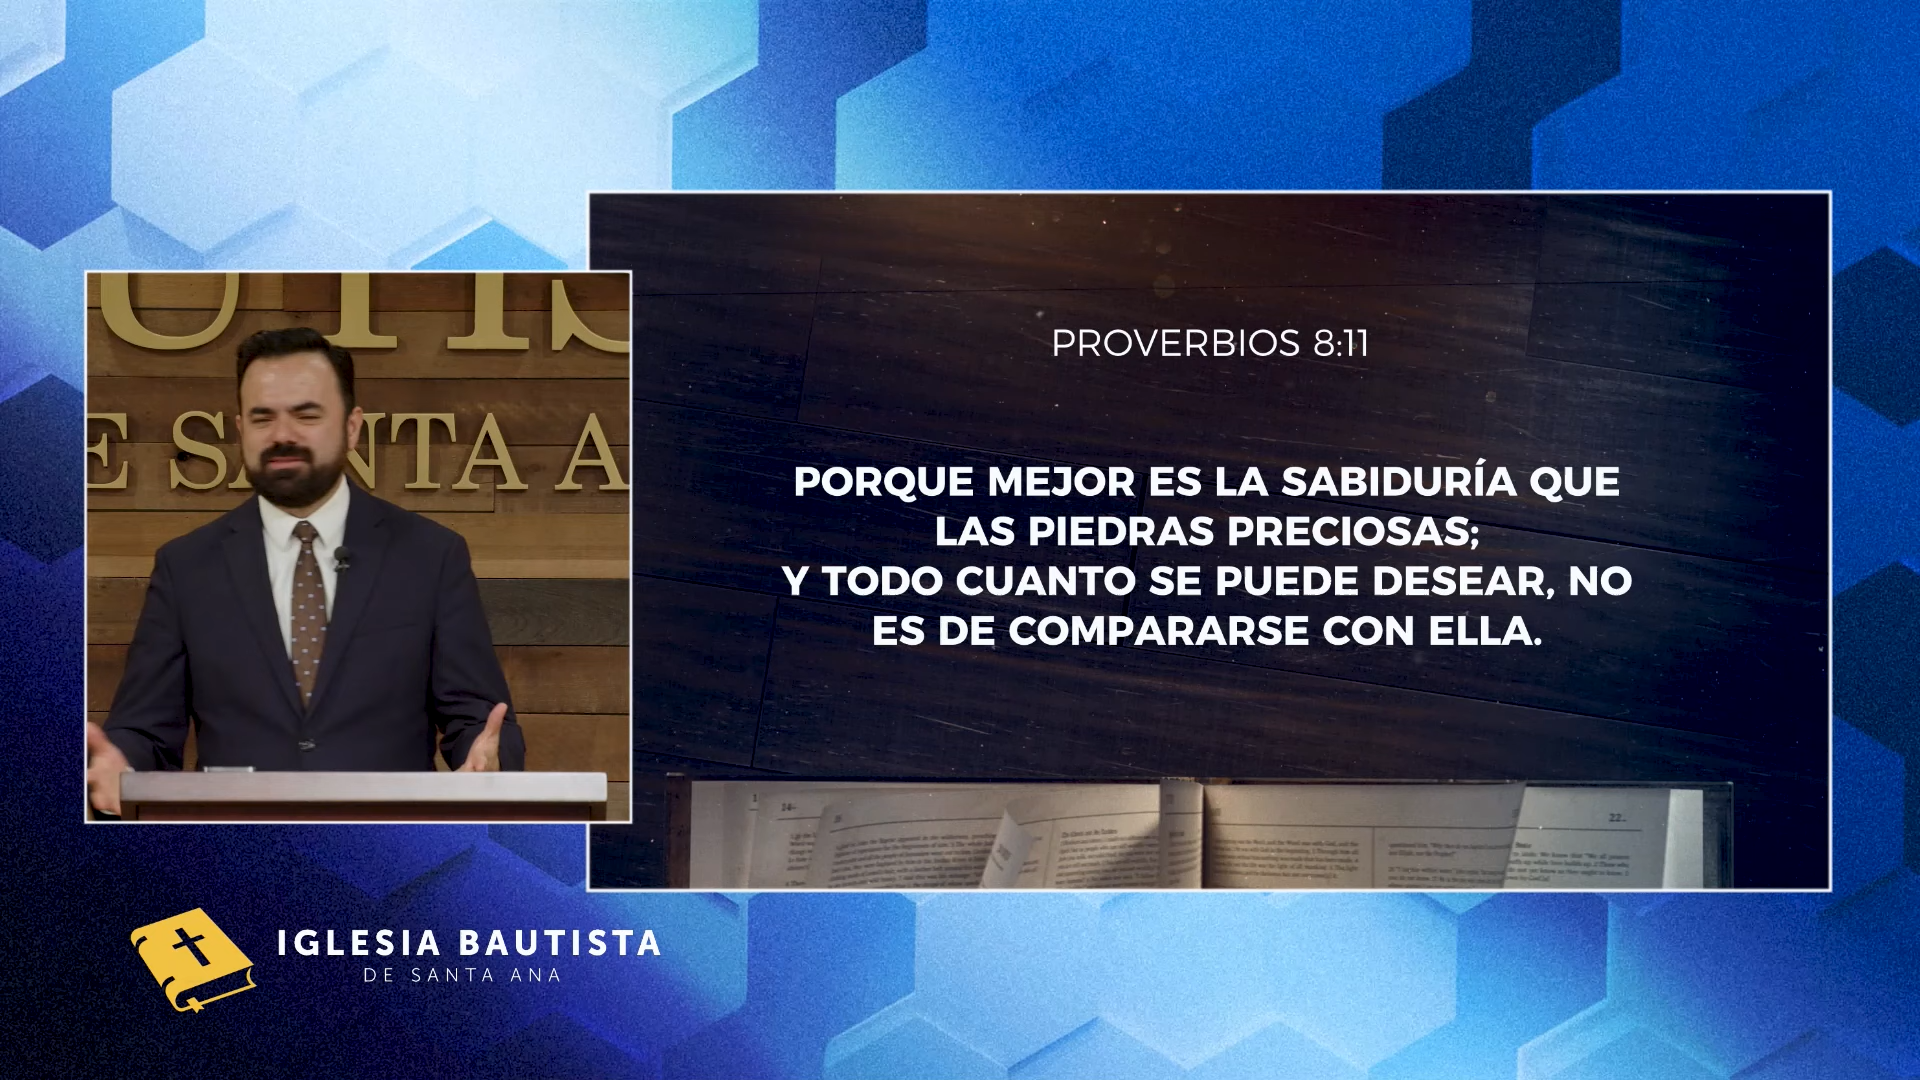 PROVERBIOS 8:11
PORQUE MEJOR ES LA SABIDURÍA QUE
LAS PIEDRAS PRECIOSAS;
Y TODO CUANTO SE PUEDE DESEAR, NO
ES DE COMPARARSE CON ELLA.
E SANTA A
IGLESIA BAUTISTA
DE SANTA ANA